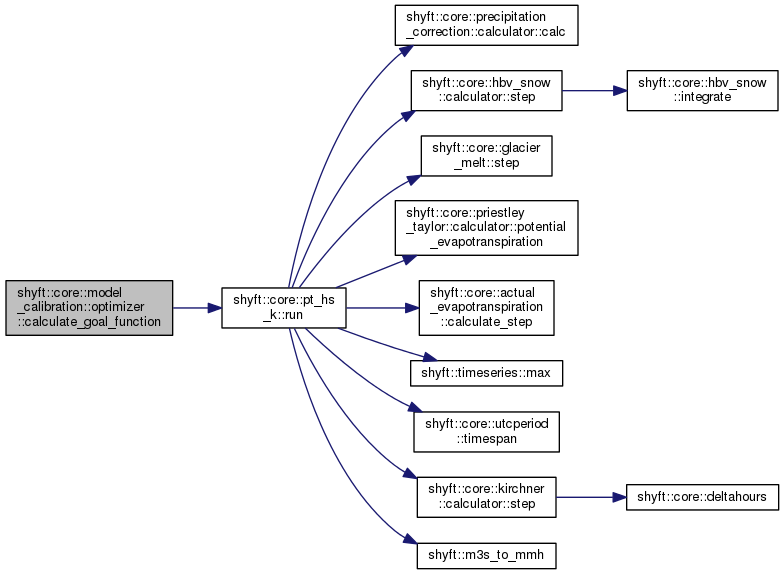 shyft::core::model
_calibration::optimizer
::calculate_goal_function
shyft::core::pt_hs
_k::run
shyft::core::precipitation
_correction::calculator::calc
shyft::core::hbv_snow
::calculator::step
shyft::core::hbv_snow
::integrate
shyft::core::glacier
_melt::step
shyft::core::priestley
_taylor::calculator::potential
_evapotranspiration
shyft::core::actual
_evapotranspiration
::calculate_step
shyft::timeseries::max
shyft::core::utcperiod
::timespan
shyft::core::kirchner
::calculator::step
shyft::core::deltahours
shyft::m3s_to_mmh